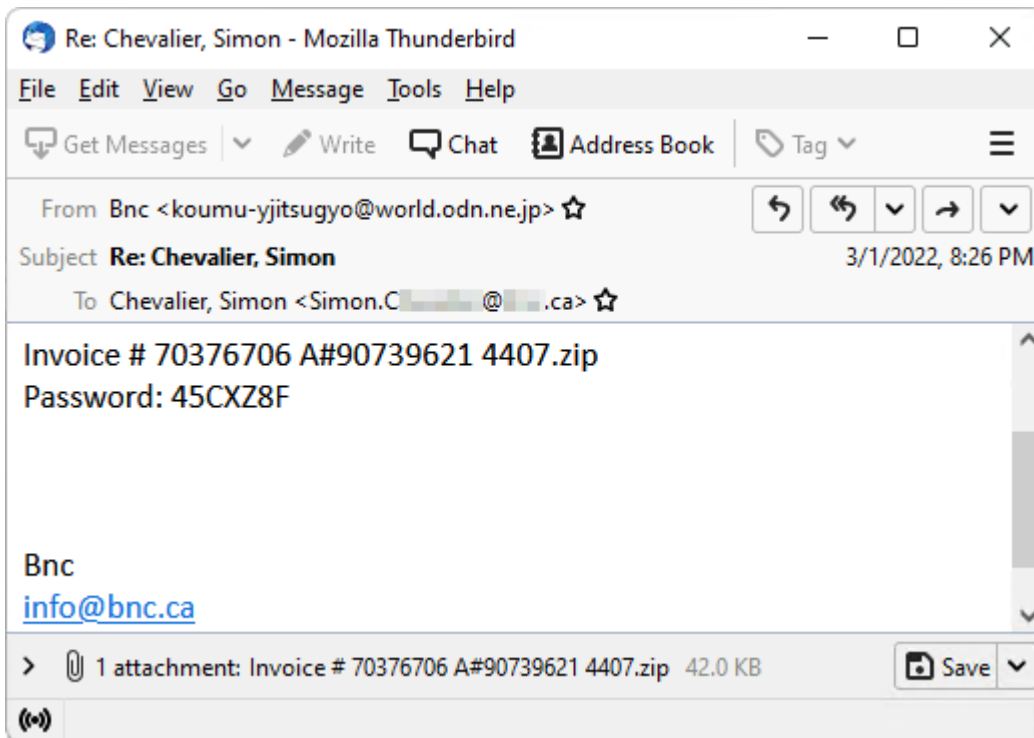 Re: Chevalier, Simon - Mozilla Thunderbird
File Edit View Go Message Tools Help
Get Messages Write Chat Address Book Tag
From Bnc <koumu-yjitsugyo@world.odn.ne.jp>
Subject Re: Chevalier, Simon 3/1/2022, 8:26 PM
To Chevalier, Simon <Simon.C @ .ca>
Invoice # 70376706 A#90739621 4407.zip
Password: 45CXZ8F
Bnc
info@bnc.ca
1 attachment: Invoice # 70376706 A#90739621 4407.zip 42.0 KB Save